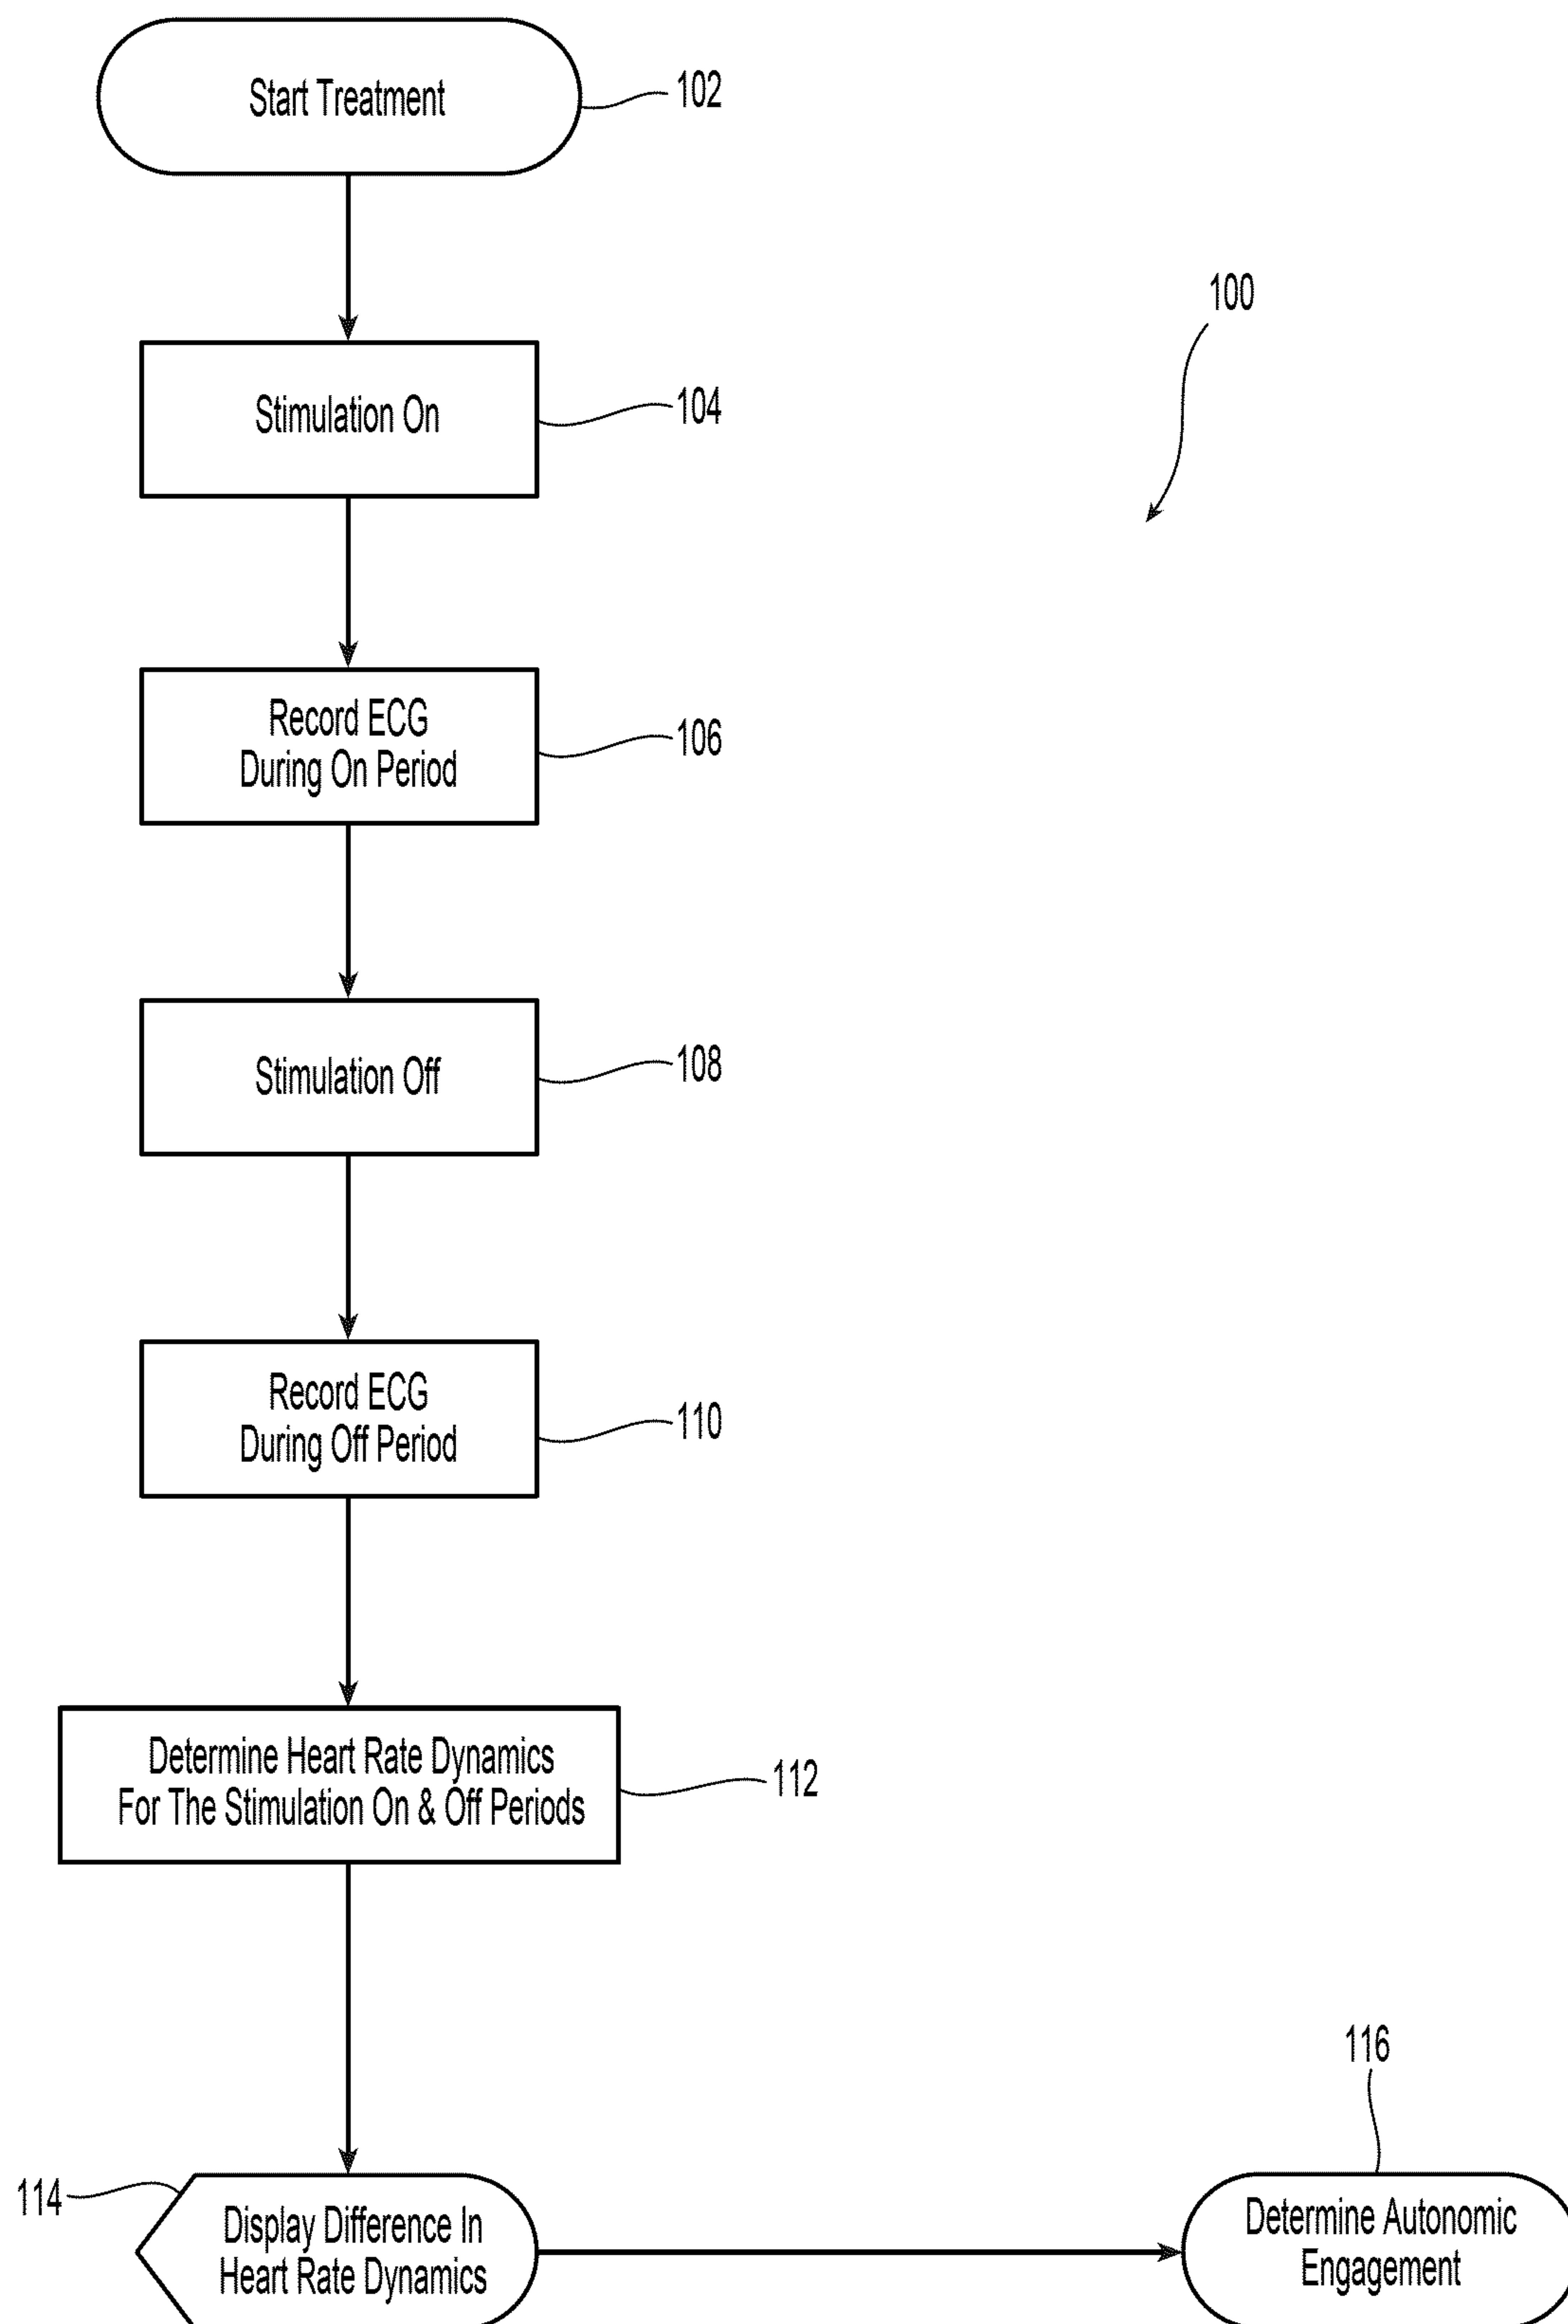 Start Treatment
102
100
Stimulation On
104
Record ECG
During On Period
106
Stimulation Off
108
Record ECG
During Off Period
110
Determine Heart Rate Dynamics
For The Stimulation On & Off Periods
112
116
114
Display Difference In
Heart Rate Dynamics
Determine Autonomic
Engagement